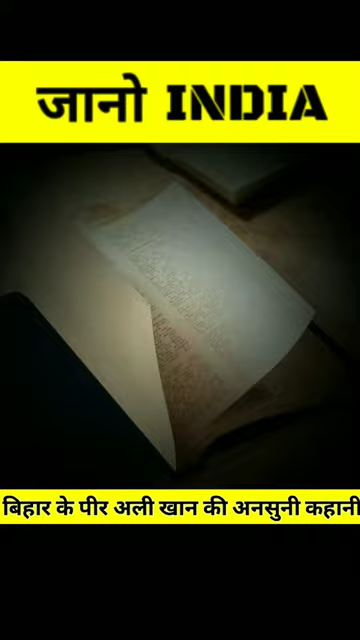 जानो INDIA
बिहार के पीर अली खान की अनसुनी कहानी